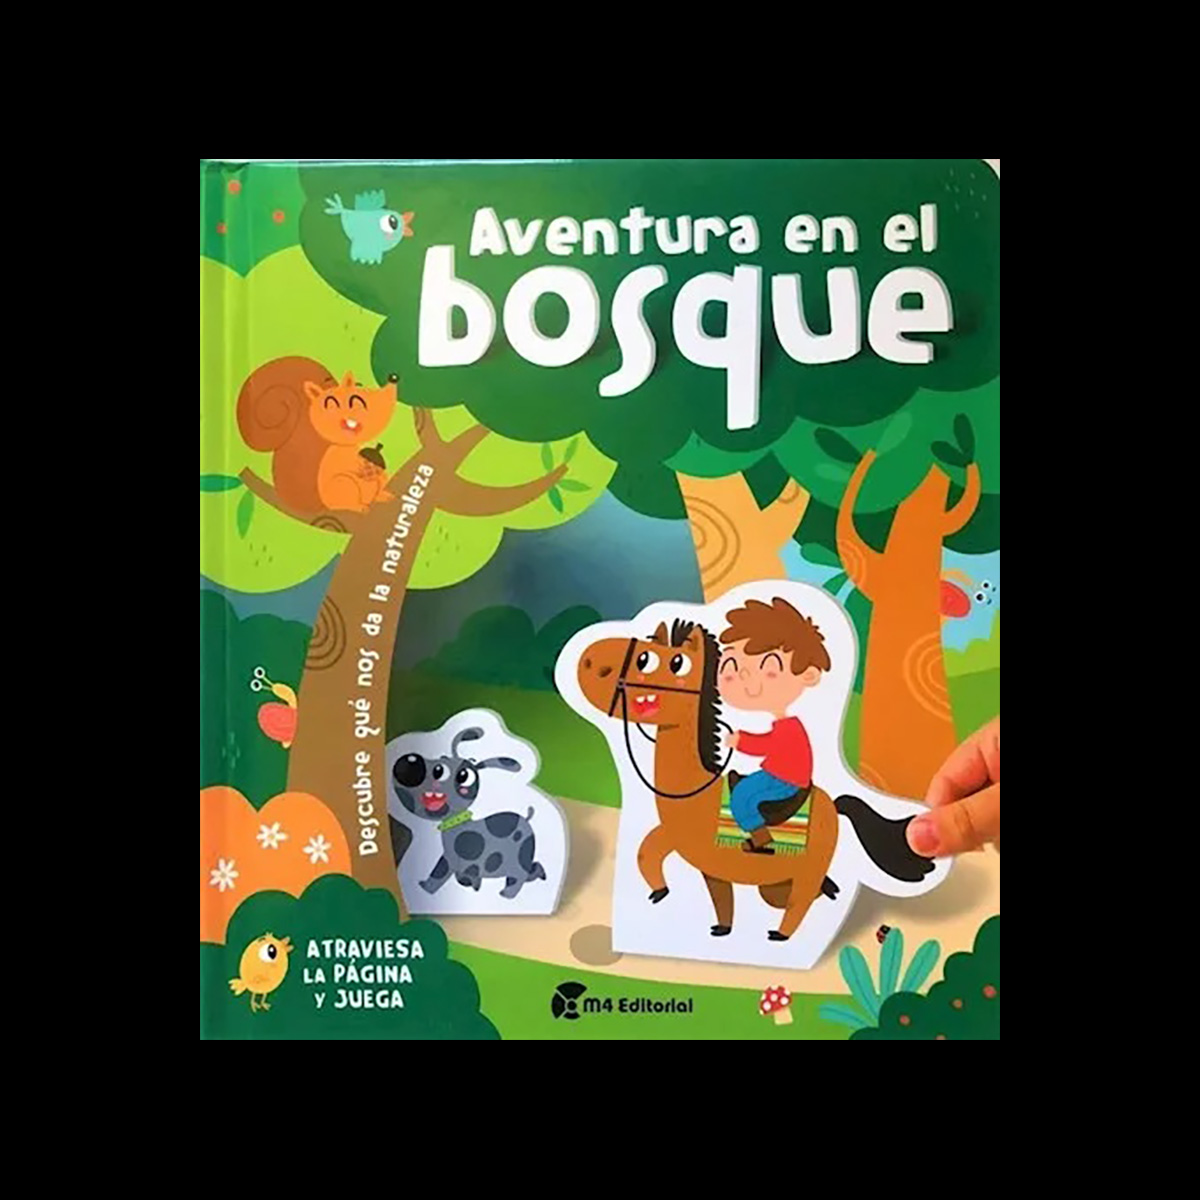 Aventura en el
bosque
Descubre qué nos da la naturaleza
ATRAVIESA
LA PÁGINA
Y JUEGA
M4 Editorial